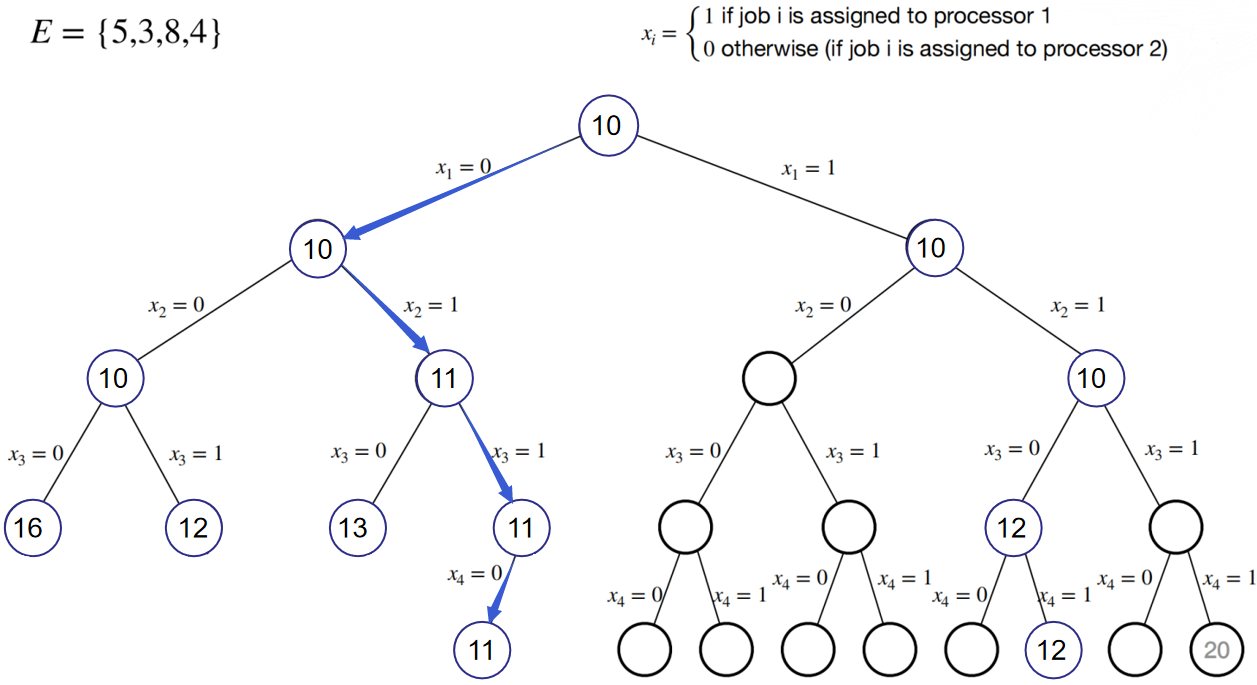 E = {5,3,8,4}
x_i = { 1 if job i is assigned to processor 1
0 otherwise (if job i is assigned to processor 2)
10
x_1 = 0
x_1 = 1
10
10
x_2 = 0
x_2 = 1
x_2 = 0
x_2 = 1
10
11
10
x_3 = 0
x_3 = 1
x_3 = 0
x_3 = 1
x_3 = 0
x_3 = 1
x_3 = 0
x_3 = 1
16
12
13
11
12
x_4 = 0
x_4 = 0
x_4 = 1
x_4 = 0
x_4 = 1
x_4 = 0
x_4 = 1
x_4 = 0
x_4 = 1
11
12
20